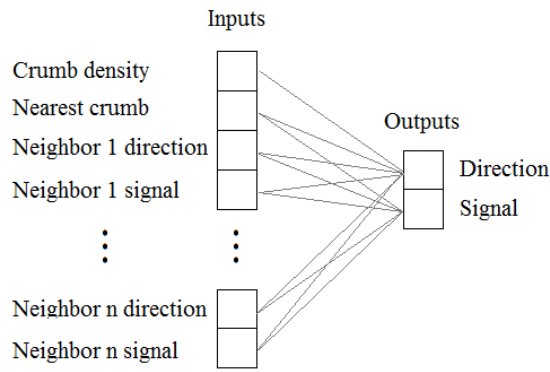 Inputs
Crumb density
Nearest crumb
Neighbor 1 direction
Neighbor 1 signal
Neighbor n direction
Neighbor n signal
Outputs
Direction
Signal